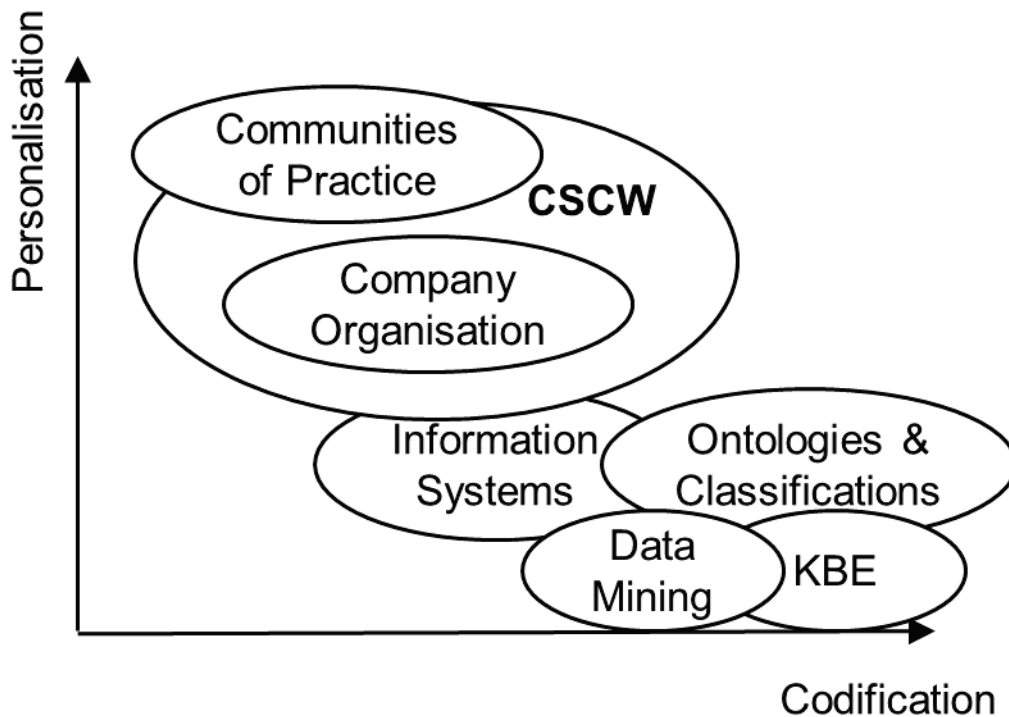 Personalisation
Communities
of Practice
CSCW
Company
Organisation
Information
Systems
Ontologies &
Classifications
Data
Mining
KBE
Codification